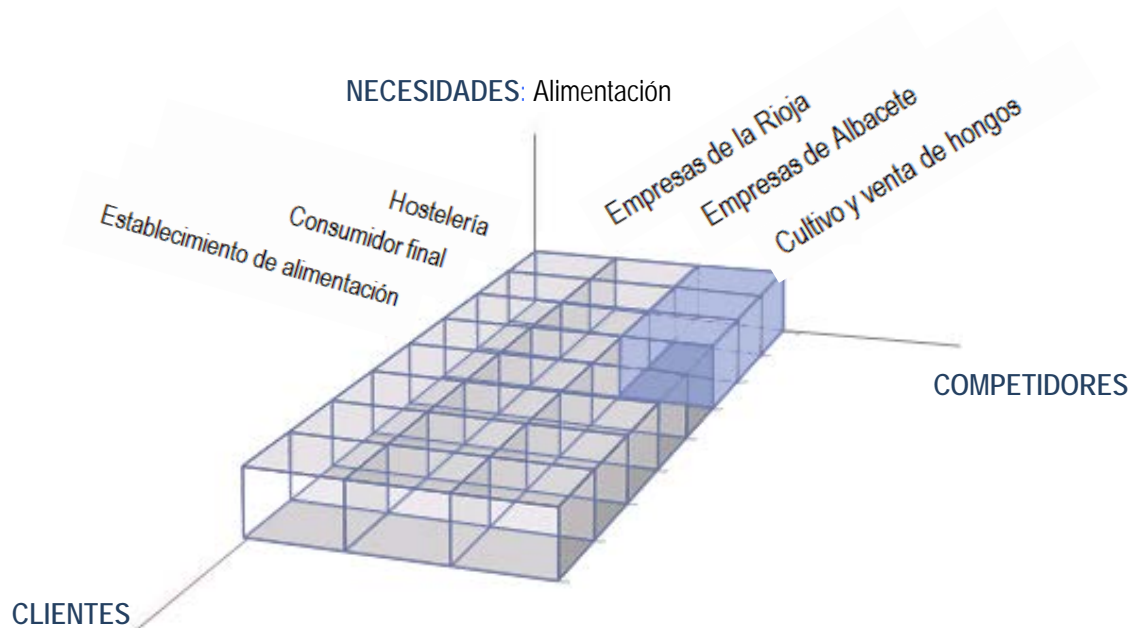 NECESIDADES: Alimentación
Empresas de la Rioja
Empresas de Albacete
Cultivo y venta de hongos
Hostelería
Consumidor final
Establecimiento de alimentación
COMPETIDORES
CLIENTES